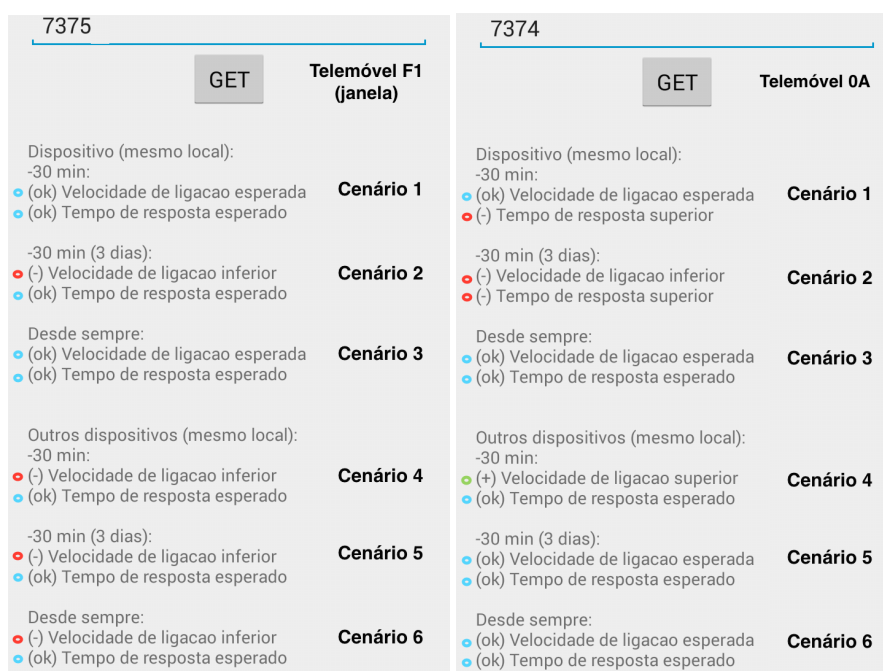 7375
GET
Telemóvel F1
(janela)
Dispositivo (mesmo local):
-30 min:
(ok) Velocidade de ligacao esperada
(ok) Tempo de resposta esperado
Cenário 1
-30 min (3 dias):
(-) Velocidade de ligacao inferior
(ok) Tempo de resposta esperado
Cenário 2
Desde sempre:
(ok) Velocidade de ligacao esperada
(ok) Tempo de resposta esperado
Cenário 3
Outros dispositivos (mesmo local):
-30 min:
(-) Velocidade de ligacao inferior
(ok) Tempo de resposta esperado
Cenário 4
-30 min (3 dias):
(-) Velocidade de ligacao inferior
(ok) Tempo de resposta esperado
Cenário 5
Desde sempre:
(-) Velocidade de ligacao inferior
(ok) Tempo de resposta esperado
Cenário 6
7374
GET
Telemóvel 0A
Dispositivo (mesmo local):
-30 min:
(ok) Velocidade de ligacao esperada
(-) Tempo de resposta superior
Cenário 1
-30 min (3 dias):
(-) Velocidade de ligacao inferior
(-) Tempo de resposta superior
Cenário 2
Desde sempre:
(ok) Velocidade de ligacao esperada
(ok) Tempo de resposta esperado
Cenário 3
Outros dispositivos (mesmo local):
-30 min:
(+) Velocidade de ligacao superior
(ok) Tempo de resposta esperado
Cenário 4
-30 min (3 dias):
(ok) Velocidade de ligacao esperada
(ok) Tempo de resposta esperado
Cenário 5
Desde sempre:
(ok) Velocidade de ligacao esperada
(ok) Tempo de resposta esperado
Cenário 6